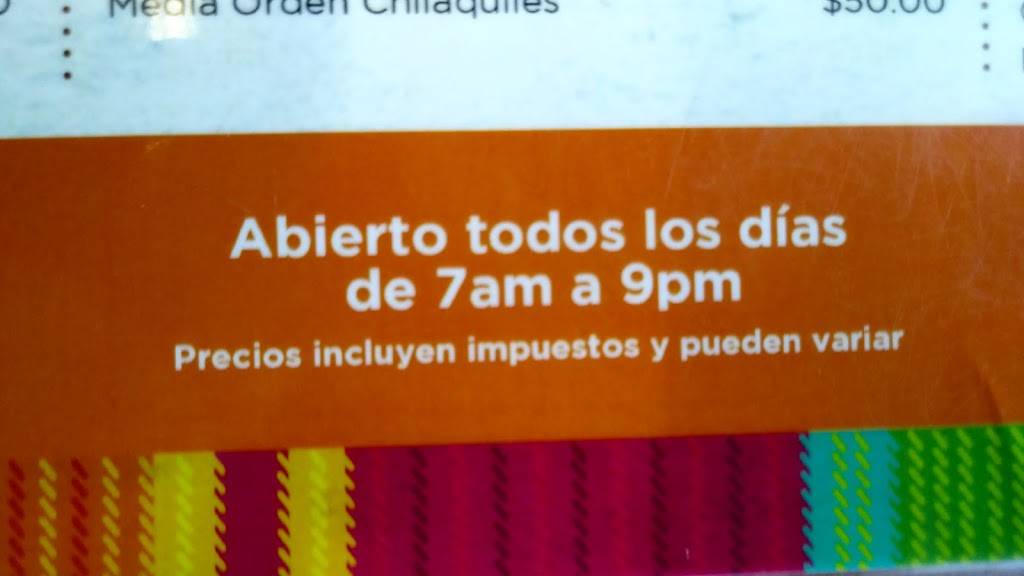 Media Orden Chilaquiles $50.00
Abierto todos los días
de 7am a 9pm
Precios incluyen impuestos y pueden variar